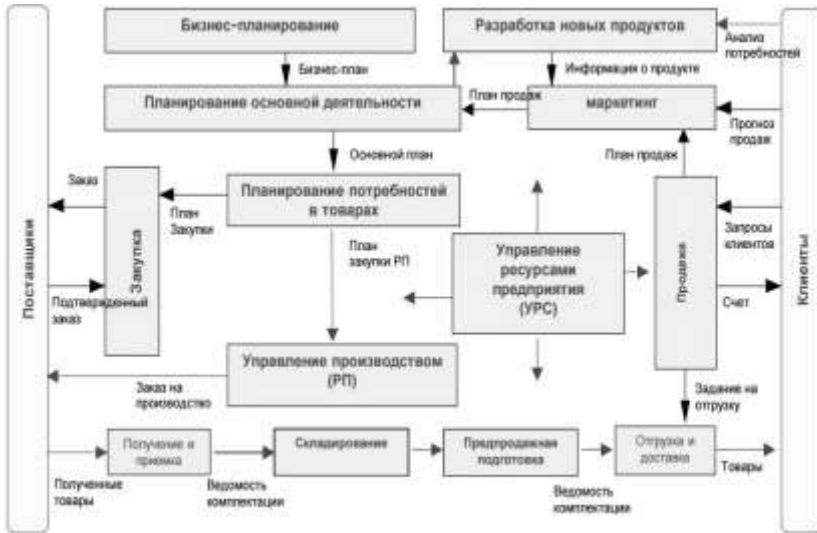 Бизнес-планирование
Разработка новых продуктов
Анализ
потребностей
Бизнес-план
Информация о продукте
Планирование основной деятельности
План продаж
маркетинг
Прогноз
продаж
Основной план
План продаж
Заказ
Планирование потребностей
в товарах
План
Закупки
Запросы
клиентов
План
закупки РП
Управление
ресурсами
предприятия
(УРС)
Поставщики
Закупка
Продажа
Клиенты
Подтвержденный
заказ
Счет
Управление производством
(РП)
Заказ на
производство
Задание на
отгрузку
Получение и
приемка
Складирование
Предпродажная
подготовка
Отгрузка и
доставка
Полученные
товары
Ведомость
комплектации
Ведомость
комплектации
Товары